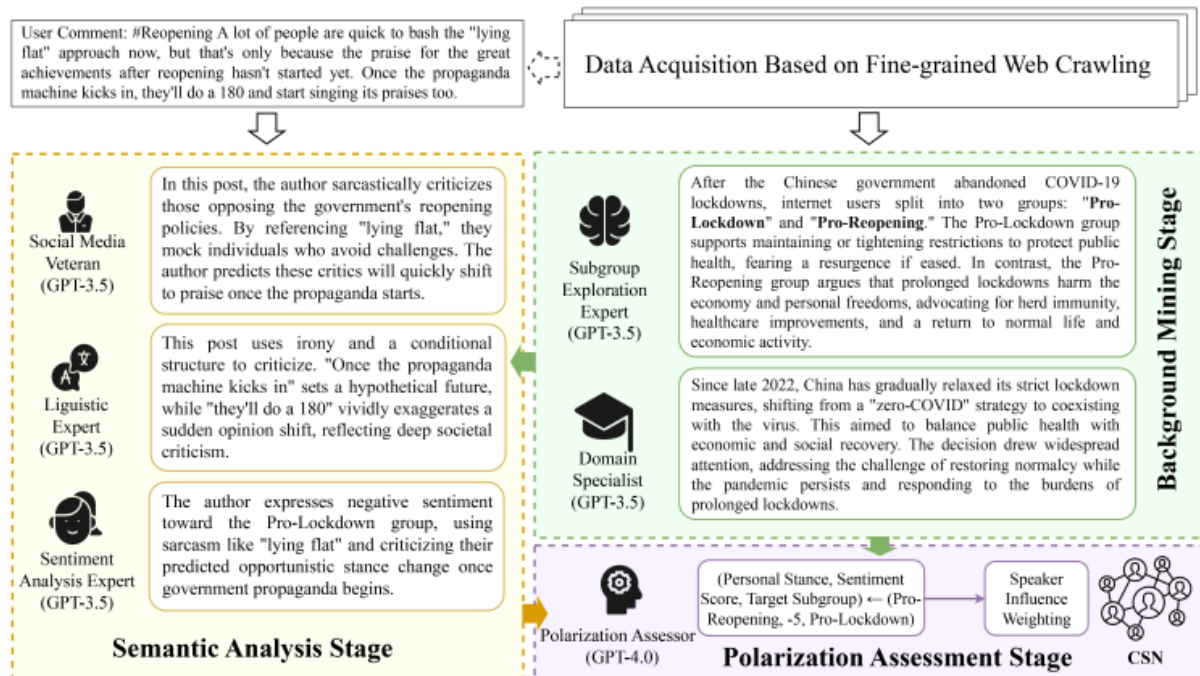 User Comment: #Reopening A lot of people are quick to bash the "lying
flat" approach now, but that's only because the praise for the great
achievements after reopening hasn't started yet. Once the propaganda
machine kicks in, they'll do a 180 and start singing its praises too.
Data Acquisition Based on Fine-grained Web Crawling
Social Media
Veteran
(GPT-3.5)
In this post, the author sarcastically criticizes
those opposing the government's reopening
policies. By referencing "lying flat," they
mock individuals who avoid challenges. The
author predicts these critics will quickly shift
to praise once the propaganda starts.
Liguistic
Expert
(GPT-3.5)
This post uses irony and a conditional
structure to criticize. "Once the propaganda
machine kicks in" sets a hypothetical future,
while "they'll do a 180" vividly exaggerates a
sudden opinion shift, reflecting deep societal
criticism.
Sentiment
Analysis Expert
(GPT-3.5)
The author expresses negative sentiment
toward the Pro-Lockdown group, using
sarcasm like "lying flat" and criticizing their
predicted opportunistic stance change once
government propaganda begins.
Semantic Analysis Stage
Subgroup
Exploration
Expert
(GPT-3.5)
After the Chinese government abandoned COVID-19
lockdowns, internet users split into two groups: "Pro-
Lockdown" and "Pro-Reopening." The Pro-Lockdown group
supports maintaining or tightening restrictions to protect public
health, fearing a resurgence if eased. In contrast, the Pro-
Reopening group argues that prolonged lockdowns harm the
economy and personal freedoms, advocating for herd immunity,
healthcare improvements, and a return to normal life and
economic activity.
Domain
Specialist
(GPT-3.5)
Since late 2022, China has gradually relaxed its strict lockdown
measures, shifting from a "zero-COVID" strategy to coexisting
with the virus. This aimed to balance public health with
economic and social recovery. The decision drew widespread
attention, addressing the challenge of restoring normalcy while
the pandemic persists and responding to the burdens of
prolonged lockdowns.
Background Mining Stage
Polarization Assessor
(GPT-4.0)
(Personal Stance, Sentiment
Score, Target Subgroup) ← (Pro-
Reopening, -5, Pro-Lockdown)
Speaker
Influence
Weighting
CSN
Polarization Assessment Stage